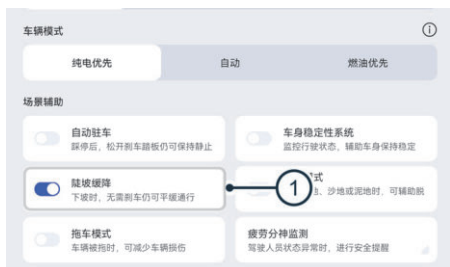 车辆模式
纯电优先
自动
燃油优先
场景辅助
自动驻车
踩停后，松开刹车踏板仍可保持静止
车身稳定性系统
监控行驶状态，辅助车身保持稳定
陡坡缓降
下坡时，无需刹车仍可平缓通行
1
式
、沙地或泥地时，可辅助脱
拖车模式
车辆被拖时，可减少车辆损伤
疲劳分神监测
驾驶人员状态异常时，进行安全提醒